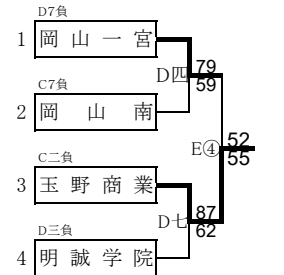 D7負
1 岡山一宮
D四
79
59
C7負
2 岡山南
E④
52
55
C二負
3 玉野商業
D七
87
62
D三負
4 明誠学院